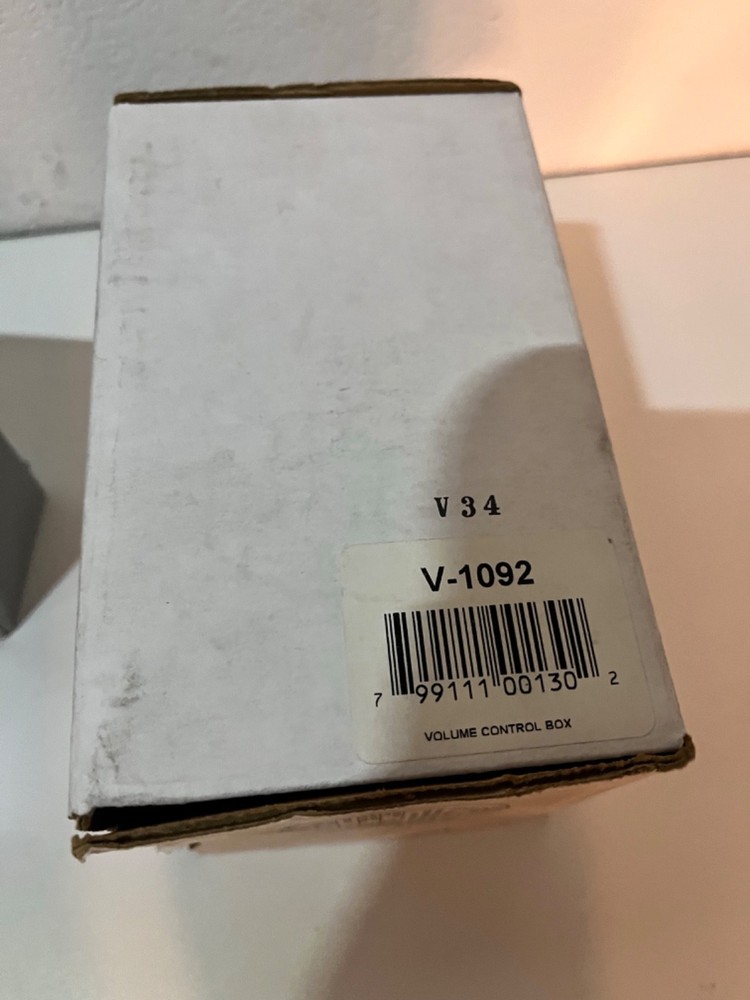 V34
V-1092
7 99111 00130 2
VOLUME CONTROL BOX